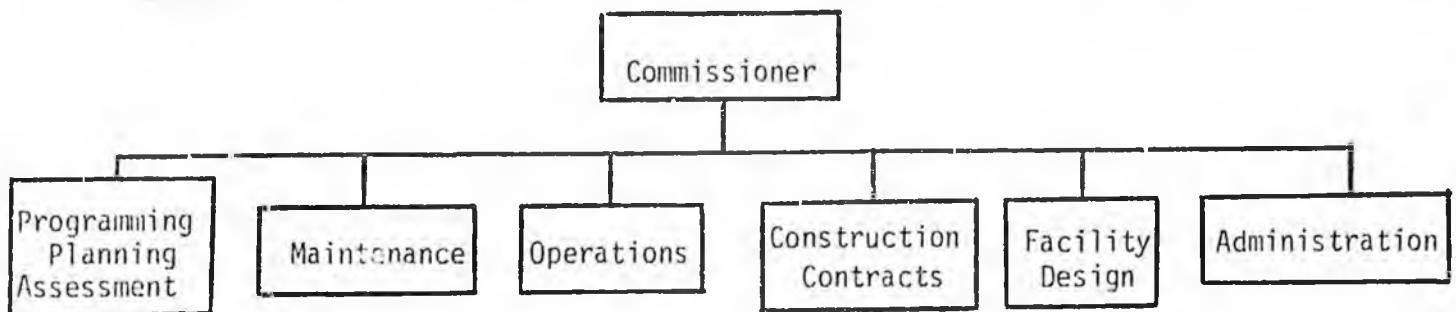 Commissioner
Programming
Planning
Assessment
Maintenance
Operations
Construction
Contracts
Facility
Design
Administration